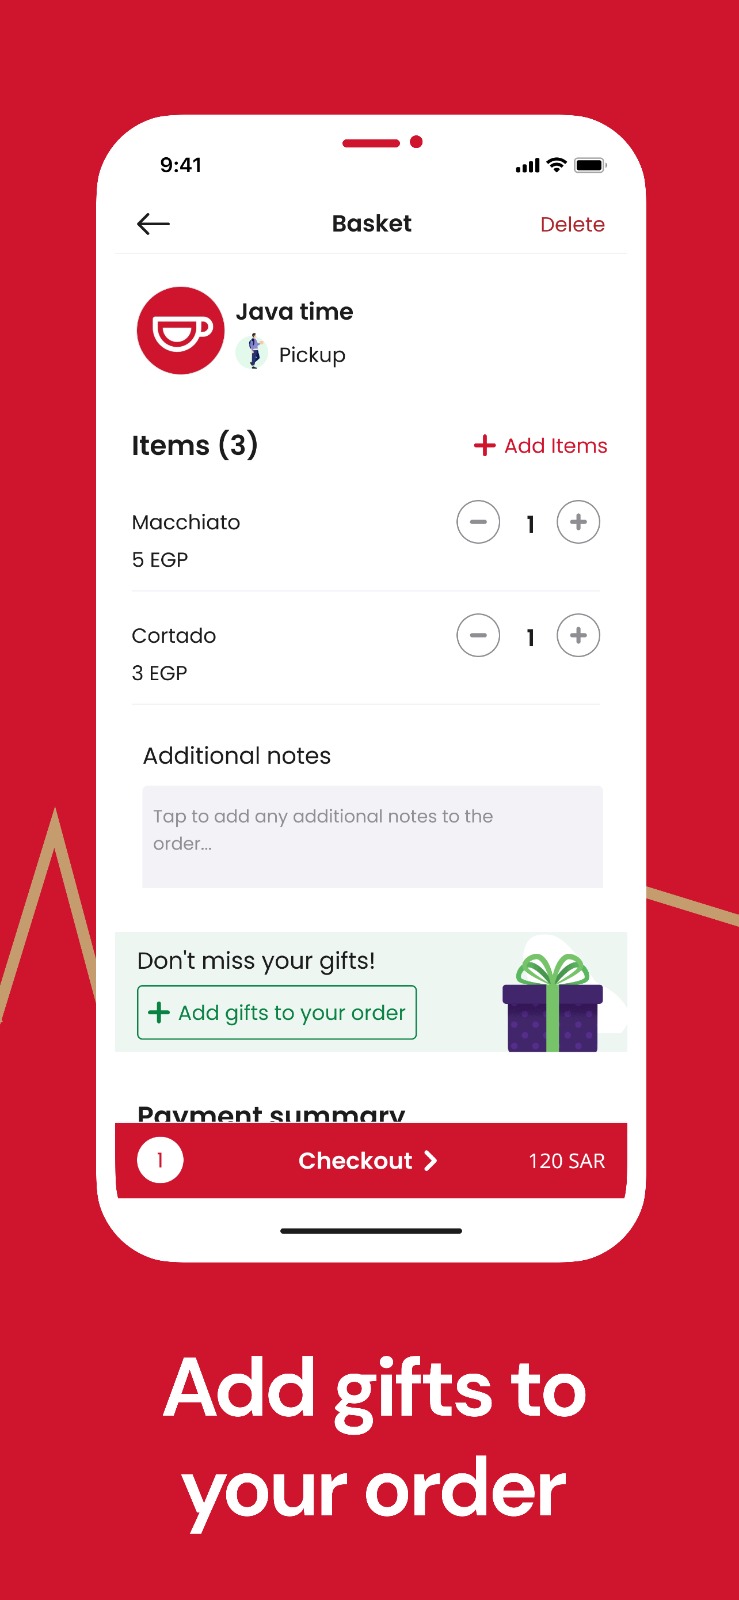 9:41
Basket
Delete
Java time
Pickup
Items (3)
+ Add Items
Macchiato
1
5 EGP
Cortado
1
3 EGP
Additional notes
Tap to add any additional notes to the
order...
Don't miss your gifts!
+ Add gifts to your order
Payment summary
1
Checkout
120 SAR
Add gifts to
your order